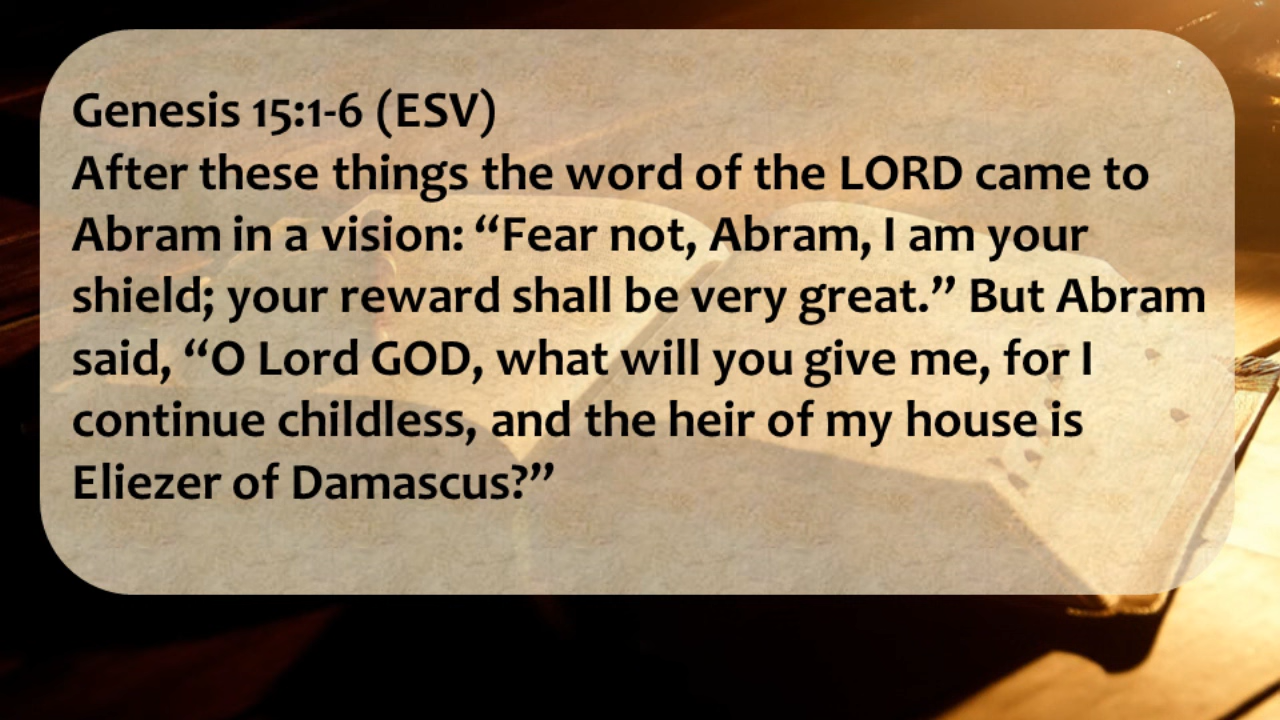 Genesis 15:1-6 (ESV)
After these things the word of the LORD came to
Abram in a vision: “Fear not, Abram, I am your
shield; your reward shall be very great.” But Abram
said, “O Lord GOD, what will you give me, for I
continue childless, and the heir of my house is
Eliezer of Damascus?”